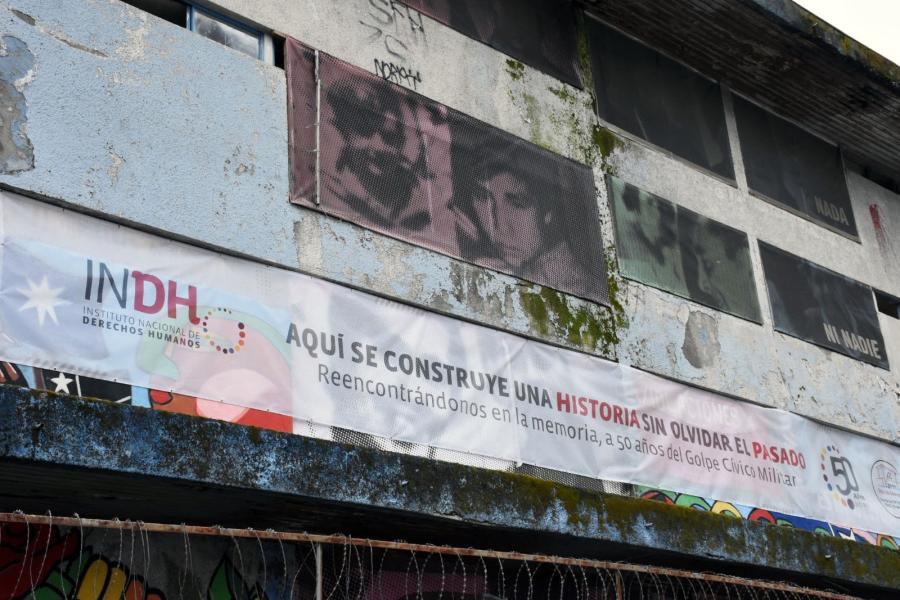 NADA
NI NADIE
INDH
INSTITUTO NACIONAL DE
DERECHOS HUMANOS
AQUÍ SE CONSTRUYE UNA HISTORIA SIN OLVIDAR EL PASADO
Reencontrándonos en la memoria, a 50 años del Golpe Cívico Militar
50